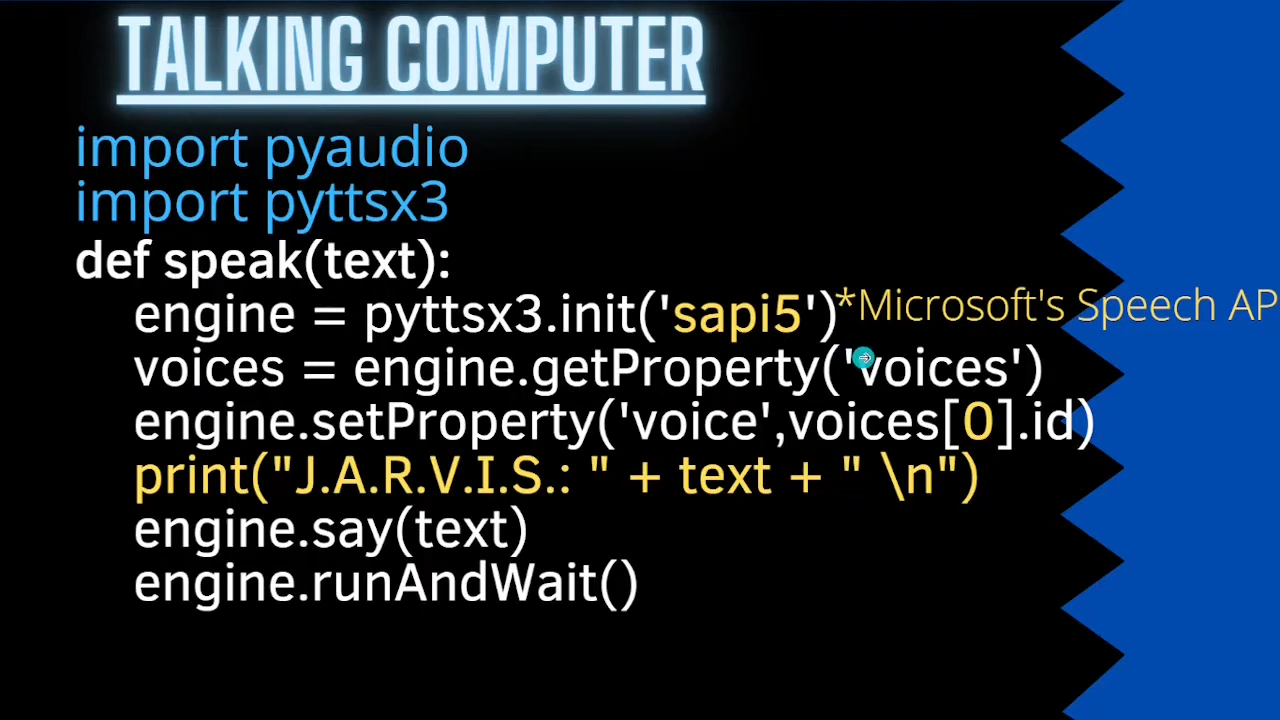 TALKING COMPUTER
import pyaudio
import pyttsx3
def speak(text):
engine = pyttsx3.init('sapi5')*Microsoft's Speech AP
voices = engine.getProperty('voices')
engine.setProperty('voice',voices[0].id)
print("J.A.R.V.I.S.: " + text + " \n")
engine.say(text)
engine.runAndWait()